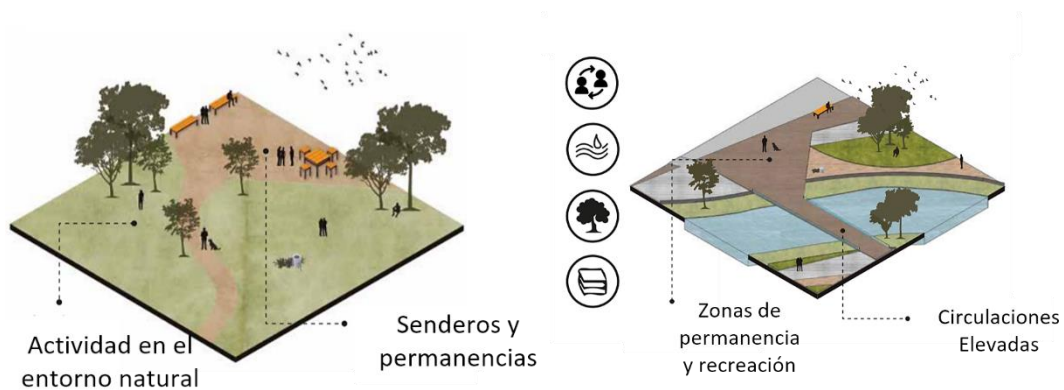 Actividad en el
entorno natural
Senderos y
permanencias
Zonas de
permanencia
y recreación
Circulaciones
Elevadas